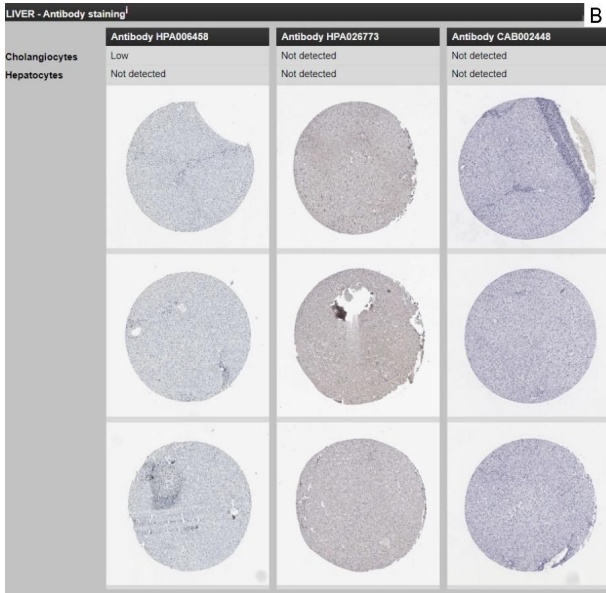 LIVER - Antibody stainingⁱ
B
Antibody HPA006458 Antibody HPA026773 Antibody CAB002448
Cholangiocytes Low Not detected Not detected
Hepatocytes Not detected Not detected Not detected